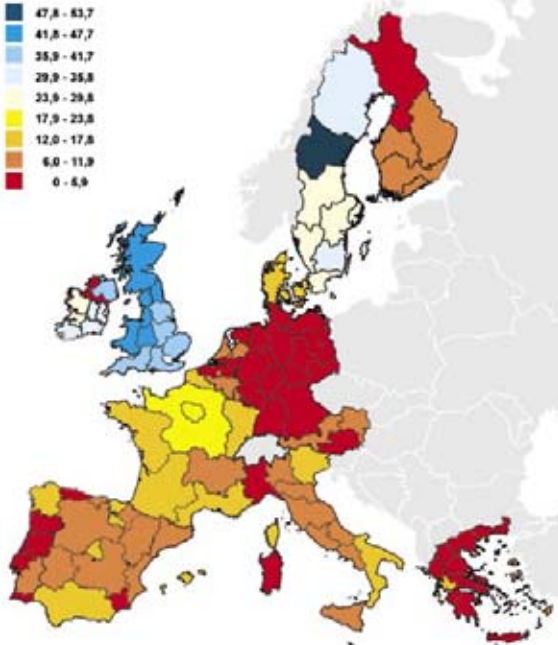 47,8 - 53,7
41,8 - 47,7
35,9 - 41,7
29,9 - 35,8
23,9 - 29,8
17,9 - 23,8
12,0 - 17,8
6,0 - 11,9
0 - 5,9